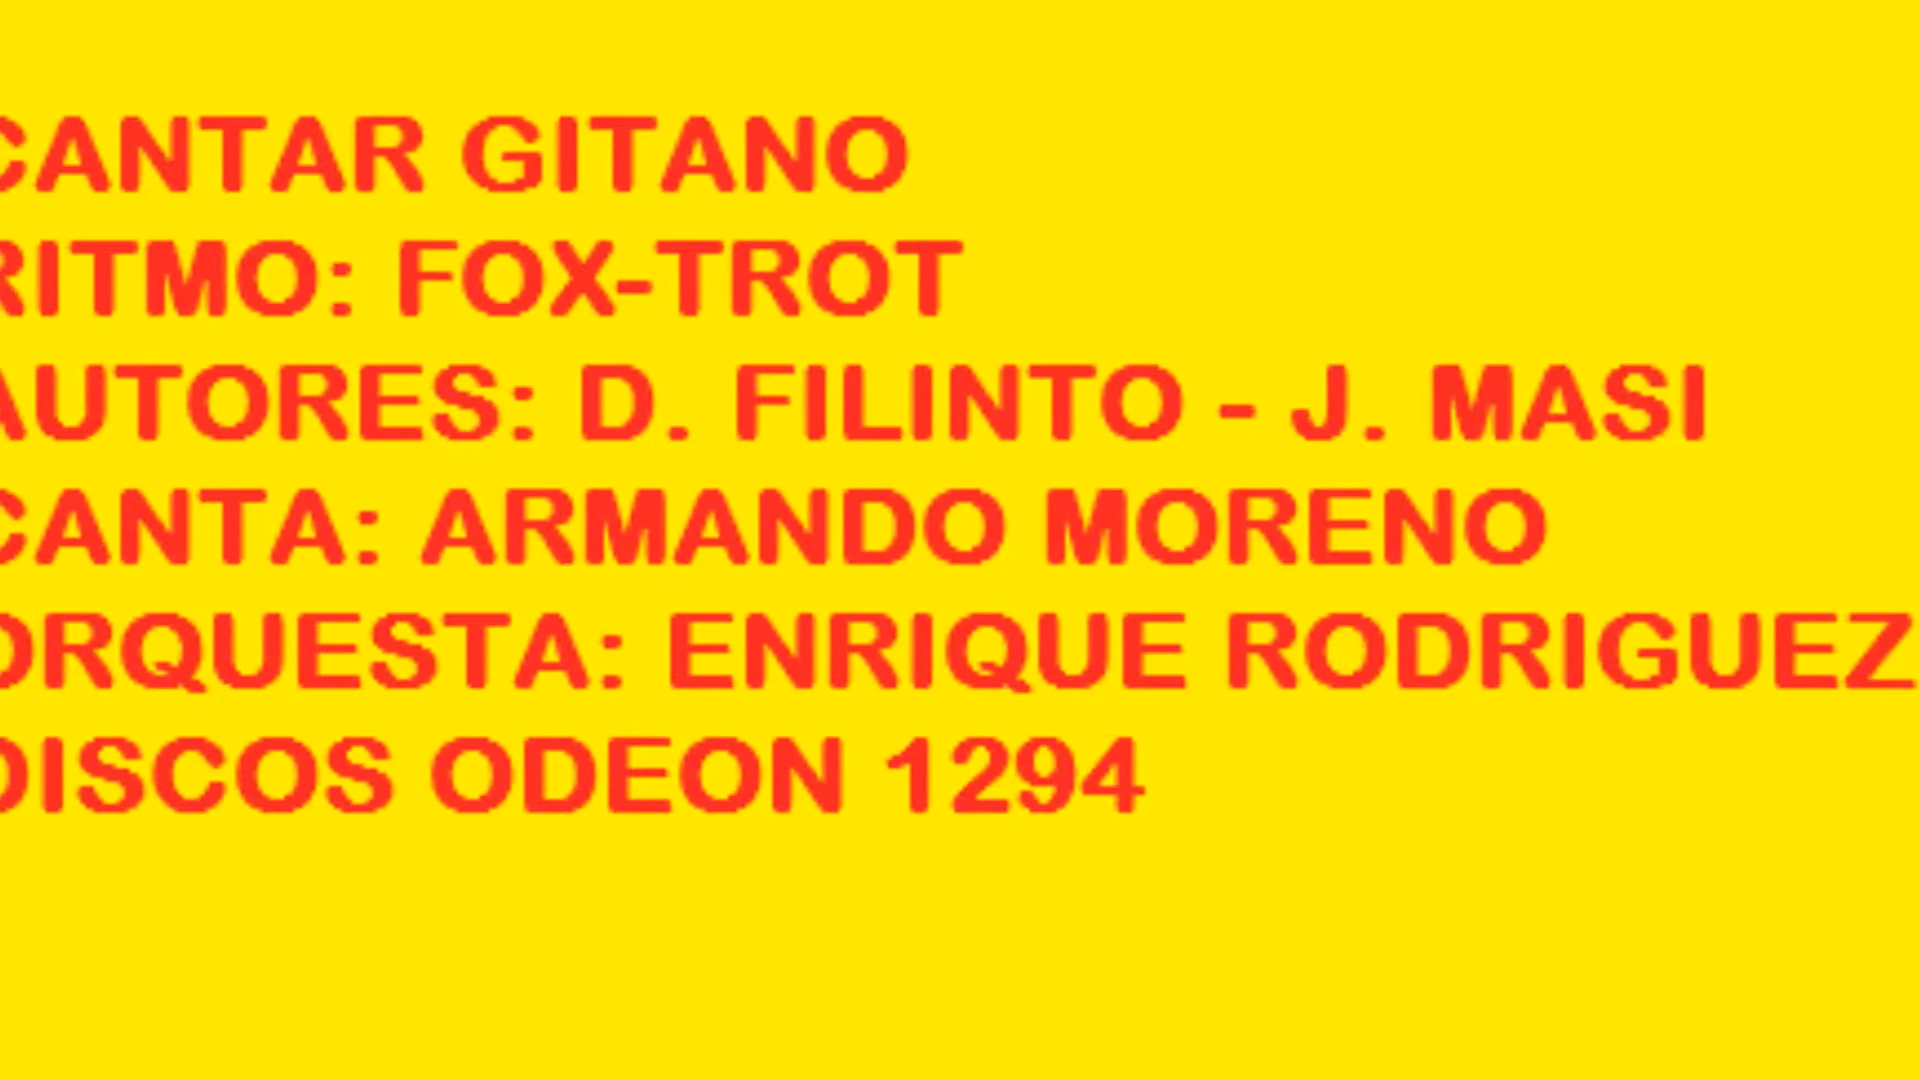 CANTAR GITANO
RITMO: FOX-TROT
AUTORES: D. FILINTO - J. MASI
CANTA: ARMANDO MORENO
ORQUESTA: ENRIQUE RODRIGUEZ
DISCOS ODEON 1294